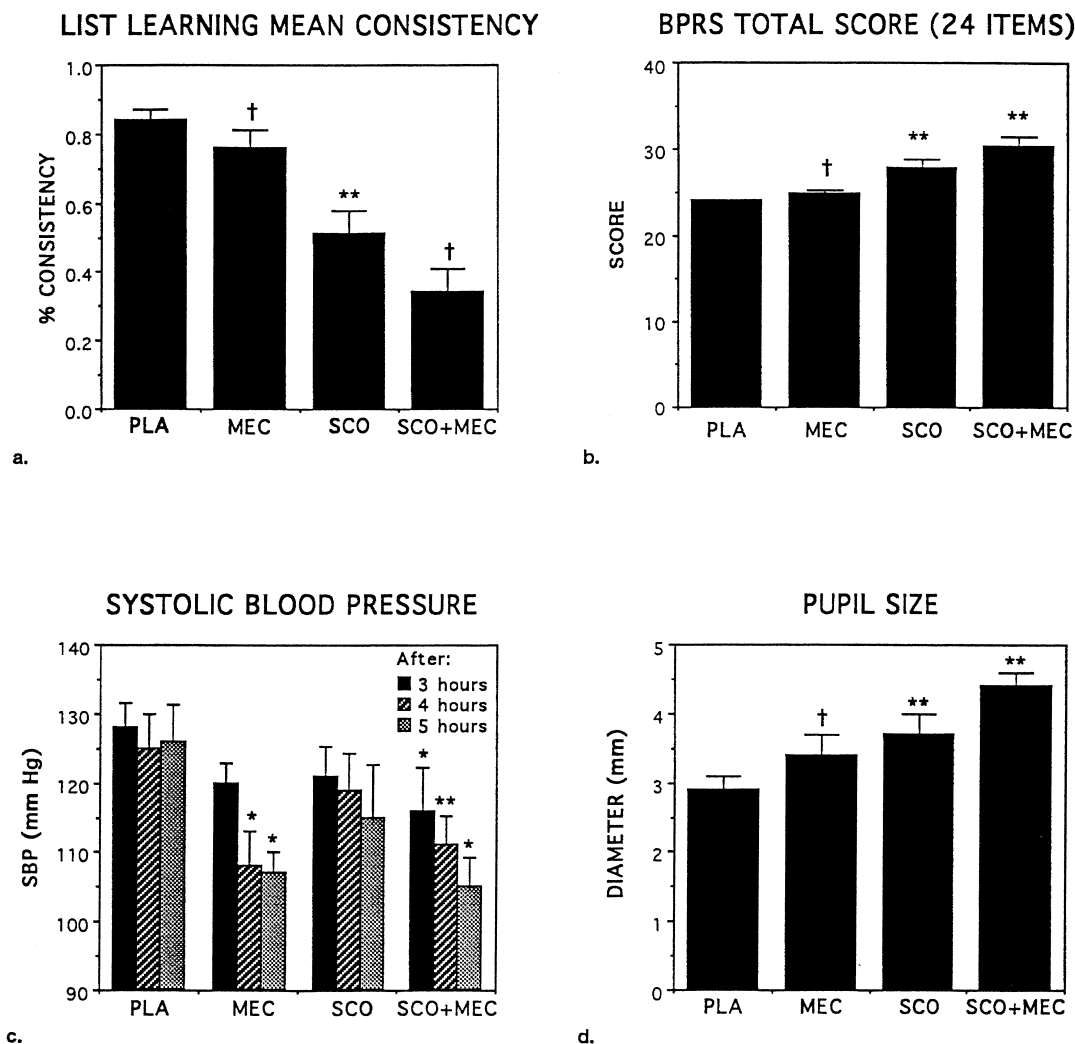 LIST LEARNING MEAN CONSISTENCY
% CONSISTENCY
1.0
0.8
0.6
0.4
0.2
0.0
†
**
†
PLA MEC SCO SCO+MEC
a.
BPRS TOTAL SCORE (24 ITEMS)
SCORE
40
30
20
10
0
†
**
**
PLA MEC SCO SCO+MEC
b.
SYSTOLIC BLOOD PRESSURE
SBP (mm Hg)
140
130
120
110
100
90
After:
3 hours
4 hours
5 hours
*
*
*
**
*
PLA MEC SCO SCO+MEC
c.
PUPIL SIZE
DIAMETER (mm)
5
4
3
2
1
0
†
**
**
PLA MEC SCO SCO+MEC
d.